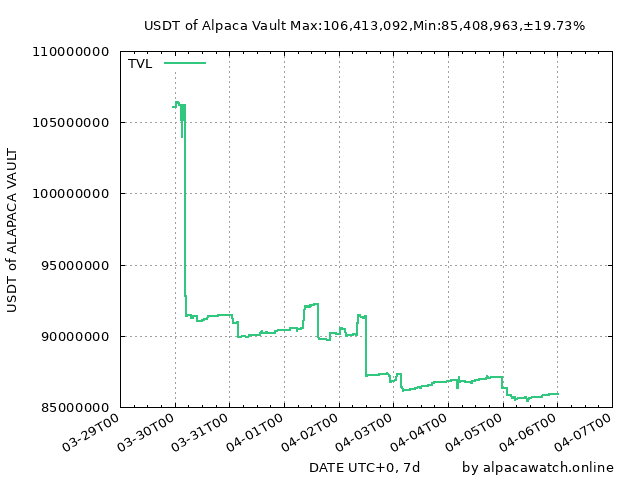 USDT of Alpaca Vault Max:106,413,092,Min:85,408,963,±19.73%
TVL
110000000
105000000
100000000
95000000
90000000
85000000
USDT of ALAPACA VAULT
03-29T00
03-30T00
03-31T00
04-01T00
04-02T00
04-03T00
04-04T00
04-05T00
04-06T00
04-07T00
DATE UTC+0, 7d
by alpacawatch.online